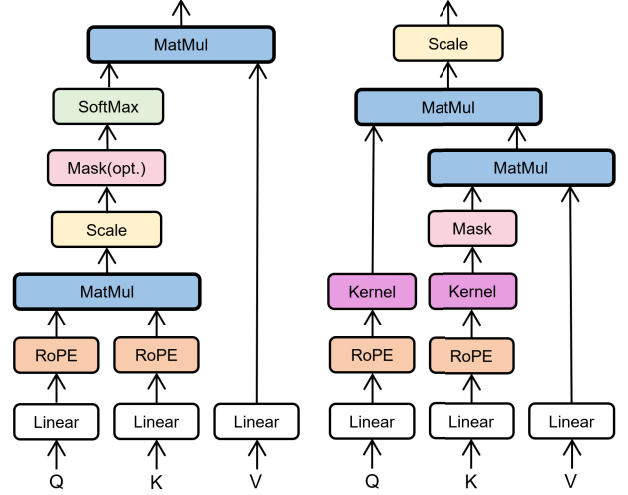 MatMul
SoftMax
Mask(opt.)
Scale
MatMul
RoPE RoPE
Linear Linear Linear
Q K V
Scale
MatMul
MatMul
Mask
Kernel Kernel
RoPE RoPE
Linear Linear Linear
Q K V